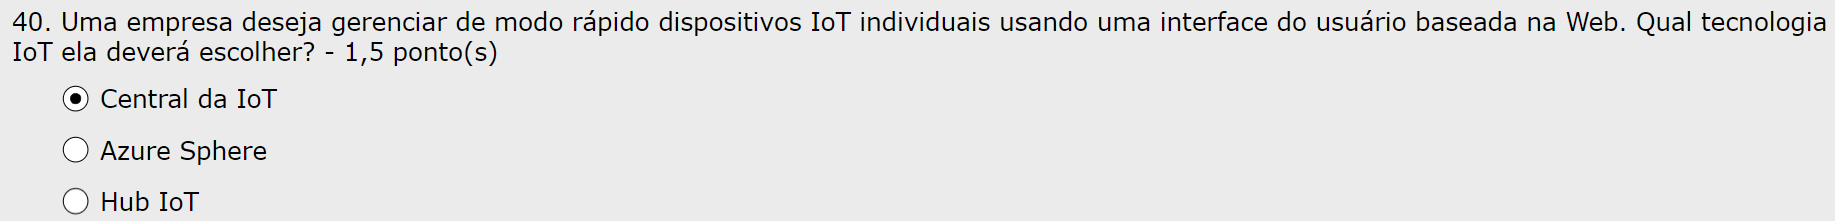 40. Uma empresa deseja gerenciar de modo rápido dispositivos IoT individuais usando uma interface do usuário baseada na Web. Qual tecnologia
IoT ela deverá escolher? - 1,5 ponto(s)
Central da IoT
Azure Sphere
Hub IoT